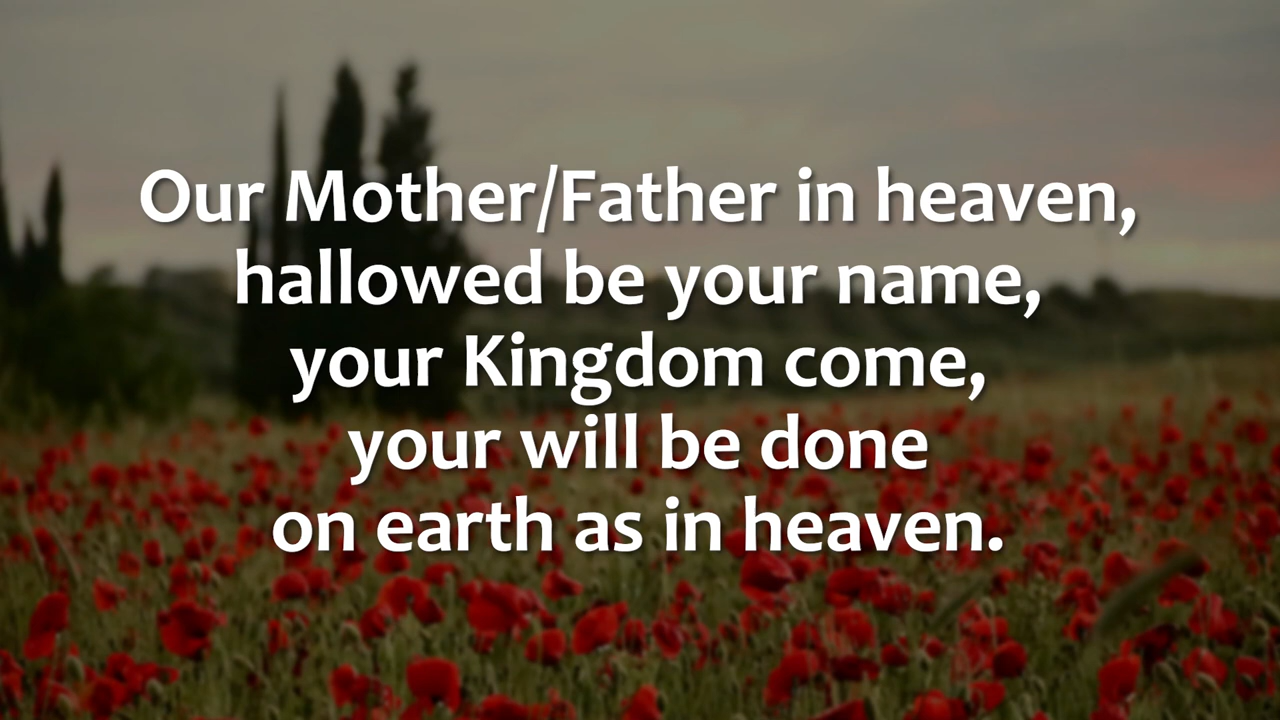 Our Mother/Father in heaven,
hallowed be your name,
your Kingdom come,
your will be done
on earth as in heaven.